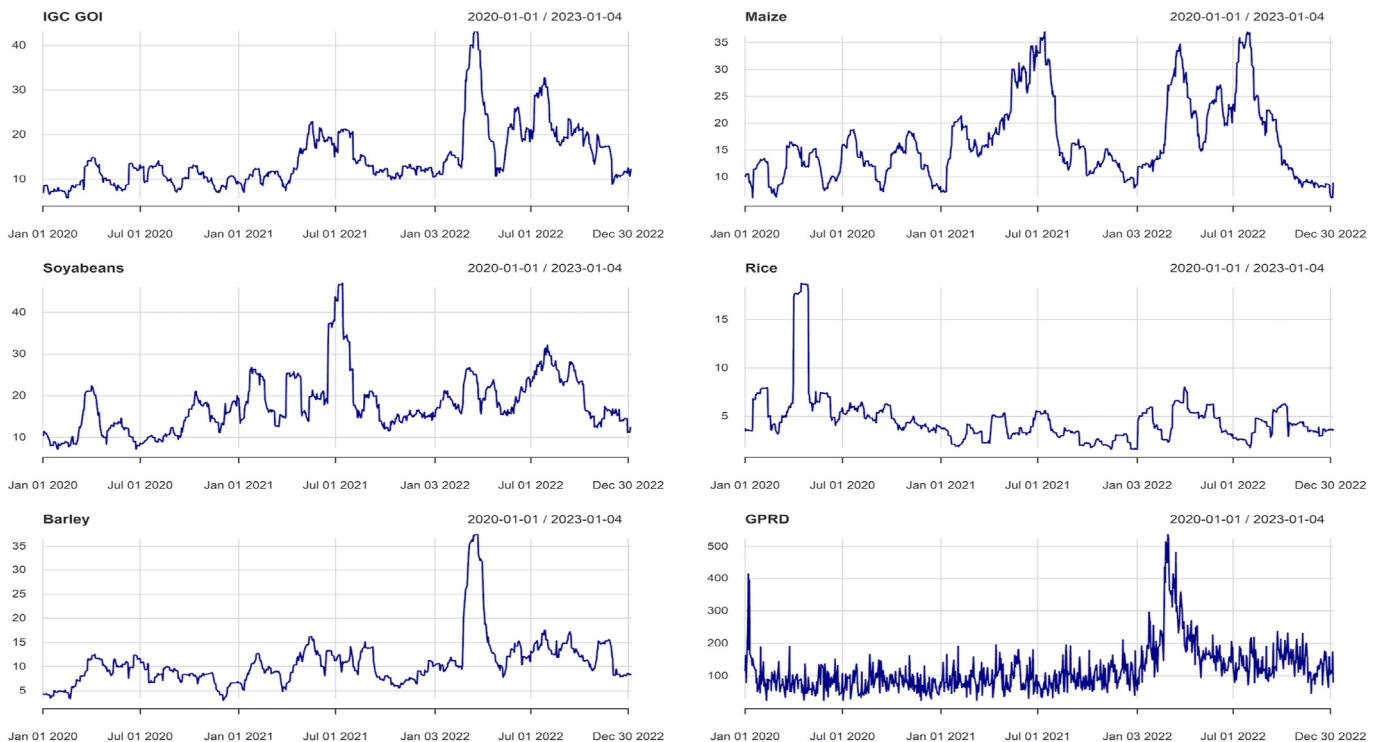 IGC GOI 2020-01-01 / 2023-01-04
40
30
20
10
Jan 01 2020 Jul 01 2020 Jan 01 2021 Jul 01 2021 Jan 03 2022 Jul 01 2022 Dec 30 2022
Maize 2020-01-01 / 2023-01-04
35
30
25
20
15
10
Jan 01 2020 Jul 01 2020 Jan 01 2021 Jul 01 2021 Jan 03 2022 Jul 01 2022 Dec 30 2022
Soyabeans 2020-01-01 / 2023-01-04
40
30
20
10
Jan 01 2020 Jul 01 2020 Jan 01 2021 Jul 01 2021 Jan 03 2022 Jul 01 2022 Dec 30 2022
Rice 2020-01-01 / 2023-01-04
15
10
5
Jan 01 2020 Jul 01 2020 Jan 01 2021 Jul 01 2021 Jan 03 2022 Jul 01 2022 Dec 30 2022
Barley 2020-01-01 / 2023-01-04
35
30
25
20
15
10
5
Jan 01 2020 Jul 01 2020 Jan 01 2021 Jul 01 2021 Jan 03 2022 Jul 01 2022 Dec 30 2022
GPRD 2020-01-01 / 2023-01-04
500
400
300
200
100
Jan 01 2020 Jul 01 2020 Jan 01 2021 Jul 01 2021 Jan 03 2022 Jul 01 2022 Dec 30 2022